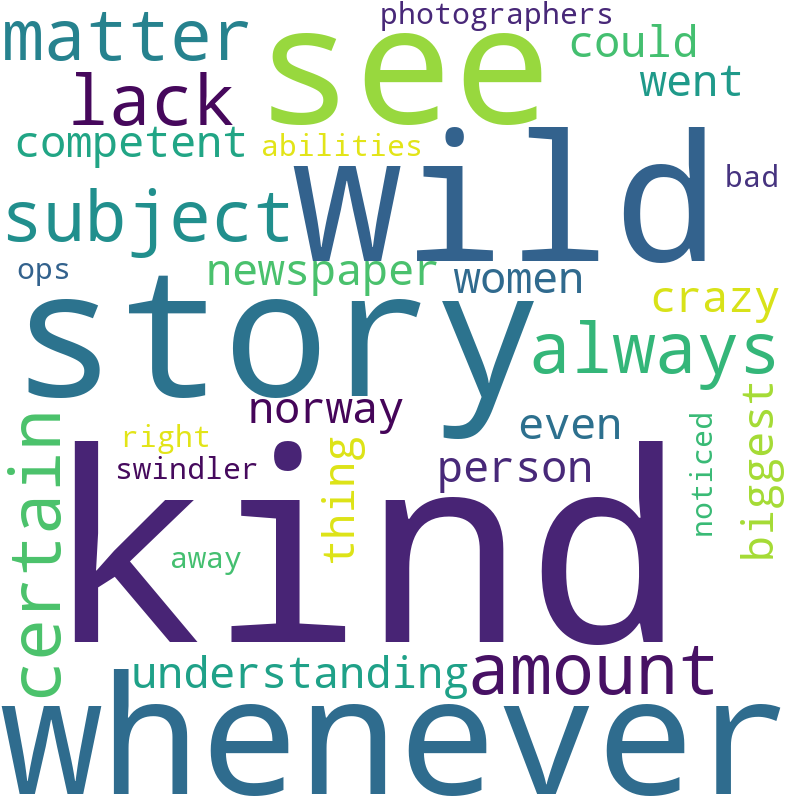 photographers
matter
see
could
lack
went
competent
abilities
wild
bad
subject
ops
newspaper
women
story
crazy
always
norway
even
certain
right
thing
person
noticed
biggest
swindler
kind
away
understanding
amount
whenever